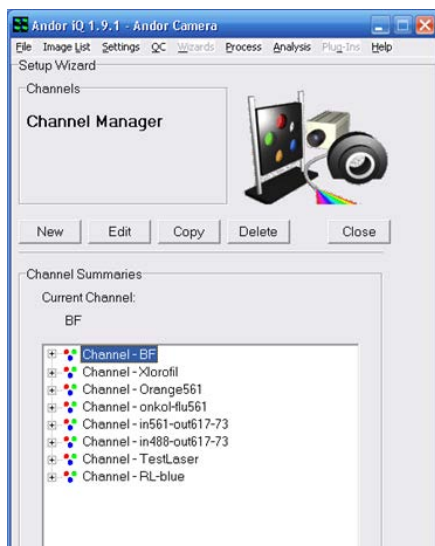 Andor iQ 1.9.1 - Andor Camera
File Image List Settings QC Wizards Process Analysis Plug-Ins Help
Setup Wizard
Channels
Channel Manager
New Edit Copy Delete Close
Channel Summaries
Current Channel:
BF
Channel - BF
Channel - Xlorofil
Channel - Orange561
Channel - onkol-flu561
Channel - in561-out617-73
Channel - in488-out617-73
Channel - TestLaser
Channel - RL-blue